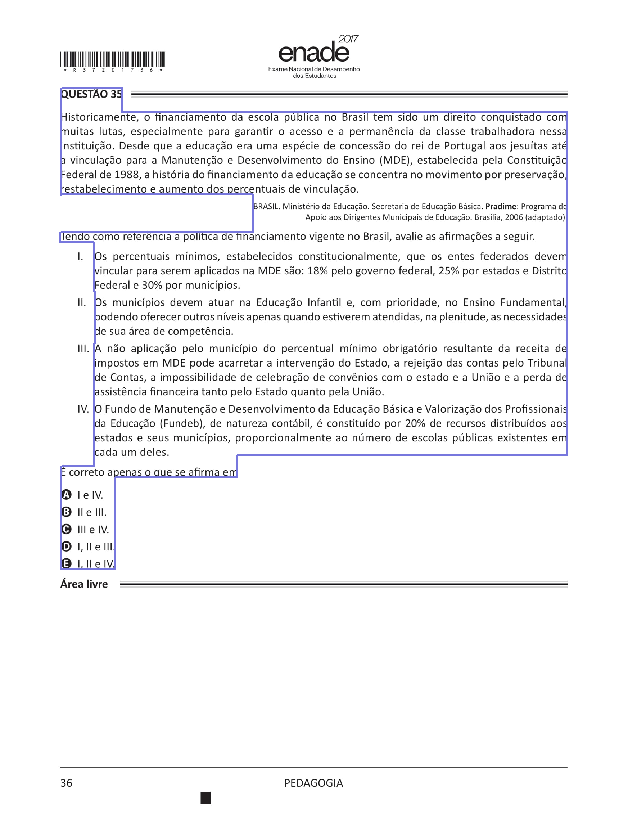 *R3720175​6*
enade 2017
Exame Nacional de Desempenho
dos Estudantes
QUESTÃO 35
Historicamente, o financiamento da escola pública no Brasil tem sido um direito conquistado com
muitas lutas, especialmente para garantir o acesso e a permanência da classe trabalhadora nessa
instituição. Desde que a educação era uma espécie de concessão do rei de Portugal aos jesuítas até
a vinculação para a Manutenção e Desenvolvimento do Ensino (MDE), estabelecida pela Constituição
Federal de 1988, a história do financiamento da educação se concentra no movimento por preservação,
restabelecimento e aumento dos percentuais de vinculação.
BRASIL. Ministério da Educação. Secretaria de Educação Básica. Pradime: Programa de
Apoio aos Dirigentes Municipais de Educação. Brasília, 2006 (adaptado).
Tendo como referência a política de financiamento vigente no Brasil, avalie as afirmações a seguir.
I. Os percentuais mínimos, estabelecidos constitucionalmente, que os entes federados devem
vincular para serem aplicados na MDE são: 18% pelo governo federal, 25% por estados e Distrito
Federal e 30% por municípios.
II. Os municípios devem atuar na Educação Infantil e, com prioridade, no Ensino Fundamental,
podendo oferecer outros níveis apenas quando estiverem atendidas, na plenitude, as necessidades
de sua área de competência.
III. A não aplicação pelo município do percentual mínimo obrigatório resultante da receita de
impostos em MDE pode acarretar a intervenção do Estado, a rejeição das contas pelo Tribunal
de Contas, a impossibilidade de celebração de convênios com o estado e a União e a perda de
assistência financeira tanto pelo Estado quanto pela União.
IV. O Fundo de Manutenção e Desenvolvimento da Educação Básica e Valorização dos Profissionais
da Educação (Fundeb), de natureza contábil, é constituído por 20% de recursos distribuídos aos
estados e seus municípios, proporcionalmente ao número de escolas públicas existentes em
cada um deles.
É correto apenas o que se afirma em
A I e IV.
B II e III.
C III e IV.
D I, II e III.
E I, II e IV.
Área livre
36
PEDAGOGIA